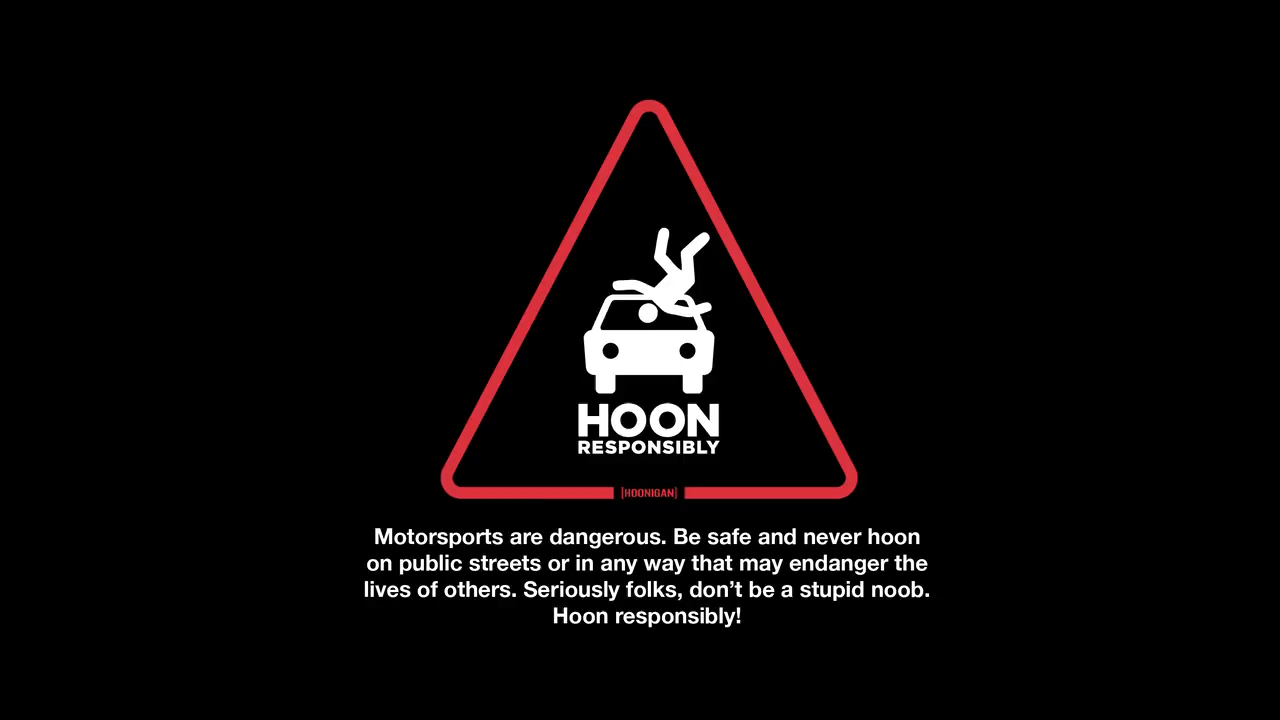 HOON
RESPONSIBLY
[HOONIGAN]
Motorsports are dangerous. Be safe and never hoon
on public streets or in any way that may endanger the
lives of others. Seriously folks, don’t be a stupid noob.
Hoon responsibly!